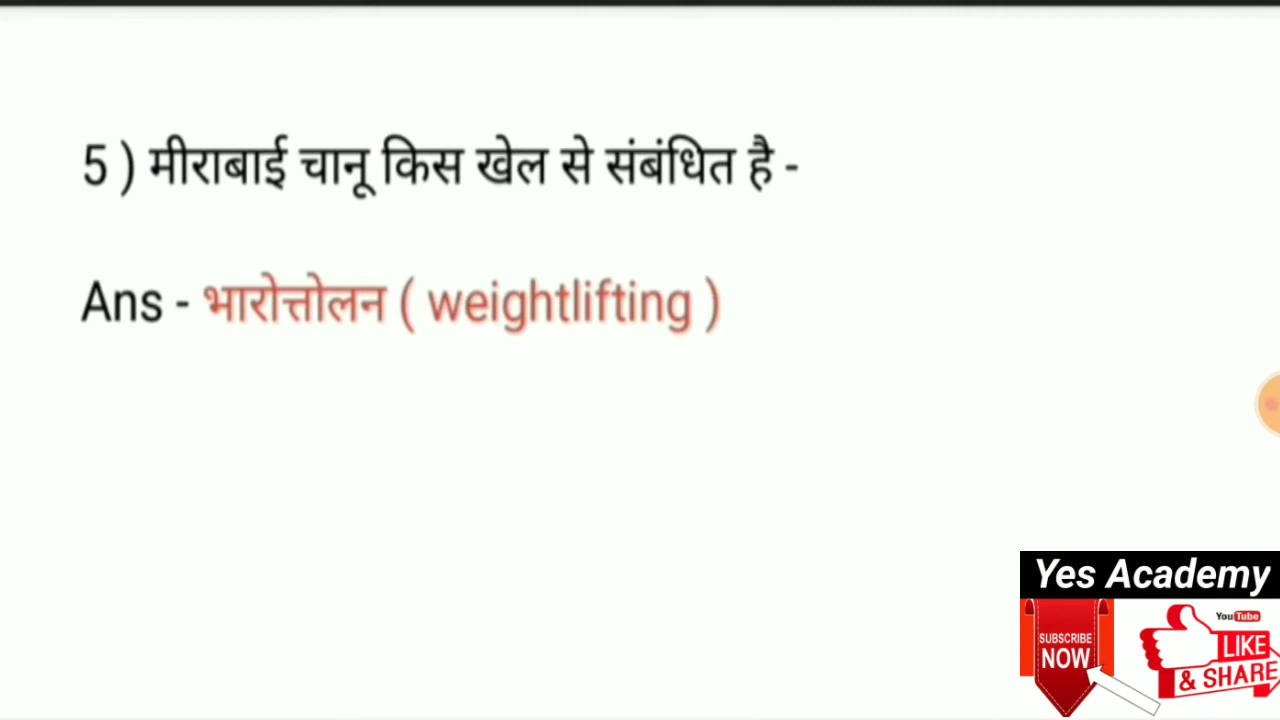 5 ) मीराबाई चानू किस खेल से संबंधित है -
Ans - भारोत्तोलन ( weightlifting )
Yes Academy
YouTube
SUBSCRIBE
NOW
LIKE
& SHARE